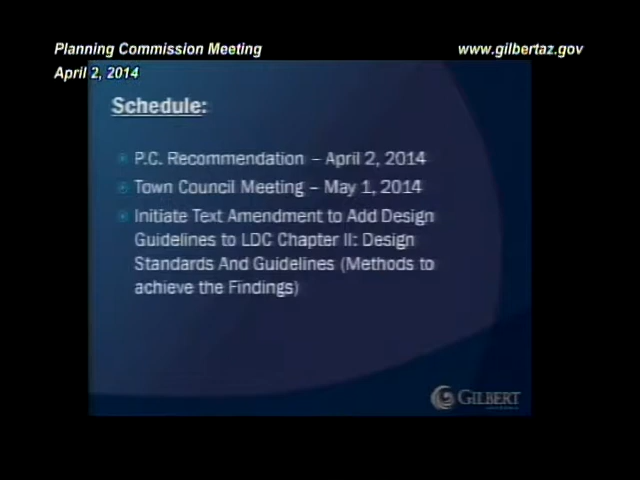 Planning Commission Meeting
www.gilbertaz.gov
April 2, 2014
Schedule:
P.C. Recommendation – April 2, 2014
Town Council Meeting – May 1, 2014
Initiate Text Amendment to Add Design
Guidelines to LDC Chapter II: Design
Standards And Guidelines (Methods to
achieve the Findings)
GILBERT